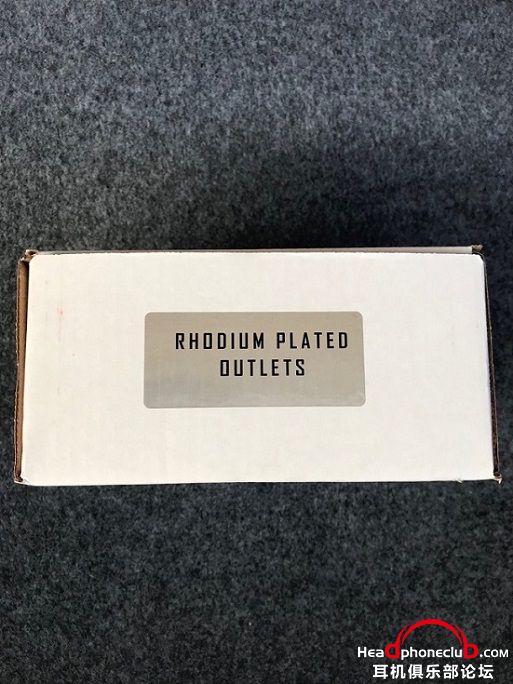 RHODIUM PLATED
OUTLETS
Headphoneclub.com
耳机俱乐部论坛